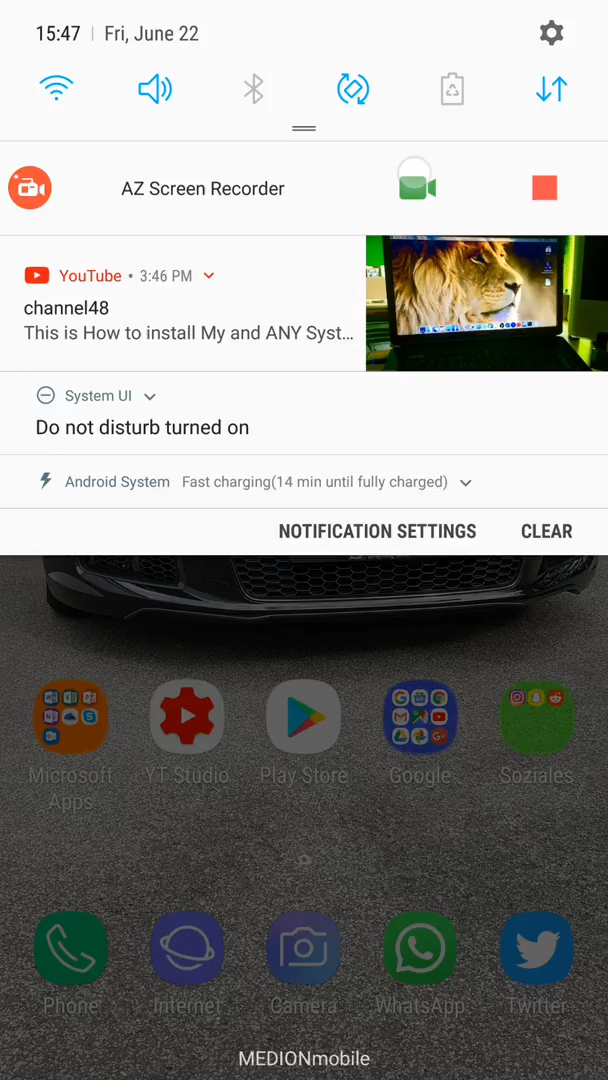 15:47 | Fri, June 22
AZ Screen Recorder
YouTube • 3:46 PM
channel48
This is How to install My and ANY Syst…
System UI
Do not disturb turned on
Android System Fast charging(14 min until fully charged)
NOTIFICATION SETTINGS CLEAR
Microsoft Apps
YT Studio
Play Store
Google
Soziales
Phone
Internet
Camera
WhatsApp
Twitter
MEDIONmobile